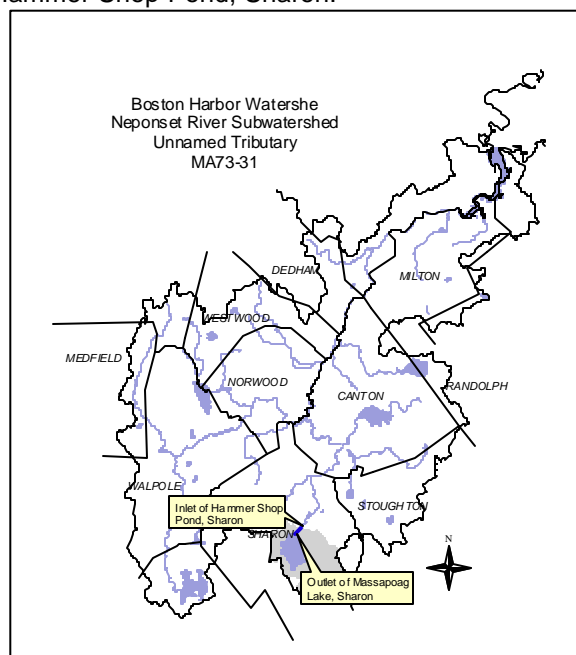 Hammer Shop Pond, Sharon.
Boston Harbor Watershe
Neponset River Subwatershed
Unnamed Tributary
MA73-31
DEDHAM
MILTON
WESTWOOD
MEDFIELD
NORWOOD
CANTON
RANDOLPH
WALPOLE
STOUGHTON
Inlet of Hammer Shop
Pond, Sharon
SHARON
N
Outlet of Massapoag
Lake, Sharon